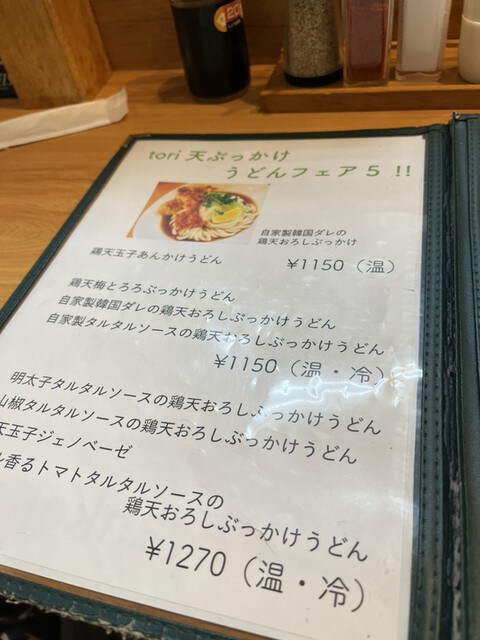 tori 天ぶっかけ
うどんフェア５ !!
自家製韓国ダレの
鶏天おろしぶっかけ
鶏天玉子あんかけうどん
¥1150（温）
鶏天梅とろろぶっかけうどん
自家製韓国ダレの鶏天おろしぶっかけうどん
自家製タルタルソースの鶏天おろしぶっかけうどん
¥1150（温・冷）
明太子タルタルソースの鶏天おろしぶっかけうどん
山椒タルタルソースの鶏天おろしぶっかけうどん
天玉子ジェノベーゼ
香るトマトタルタルソースの
鶏天おろしぶっかけうどん
¥1270（温・冷）